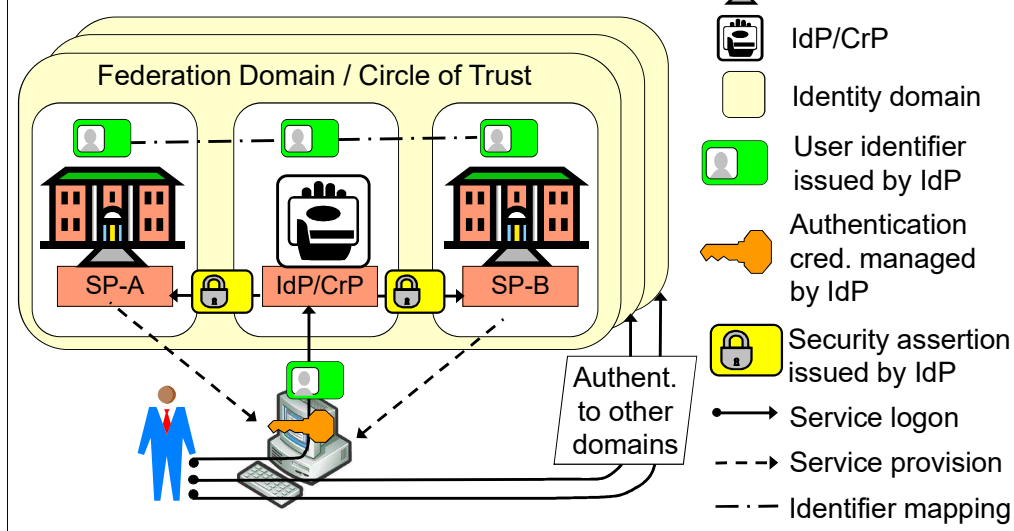 Federation Domain / Circle of Trust
SP-A
IdP/CrP
SP-B
Authent.
to other
domains
IdP/CrP
Identity domain
User identifier
issued by IdP
Authentication
cred. managed
by IdP
Security assertion
issued by IdP
Service logon
Service provision
Identifier mapping